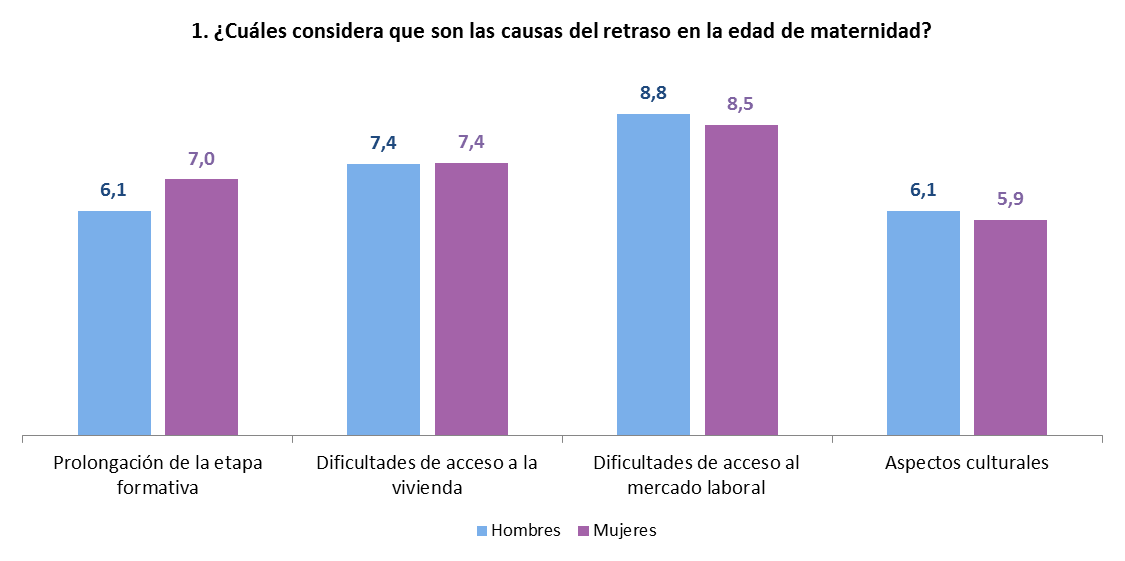 1. ¿Cuáles considera que son las causas del retraso en la edad de maternidad?
6,1
7,0
7,4
7,4
8,8
8,5
6,1
5,9
Prolongación de la etapa
formativa
Dificultades de acceso a la
vivienda
Dificultades de acceso al
mercado laboral
Aspectos culturales
Hombres
Mujeres